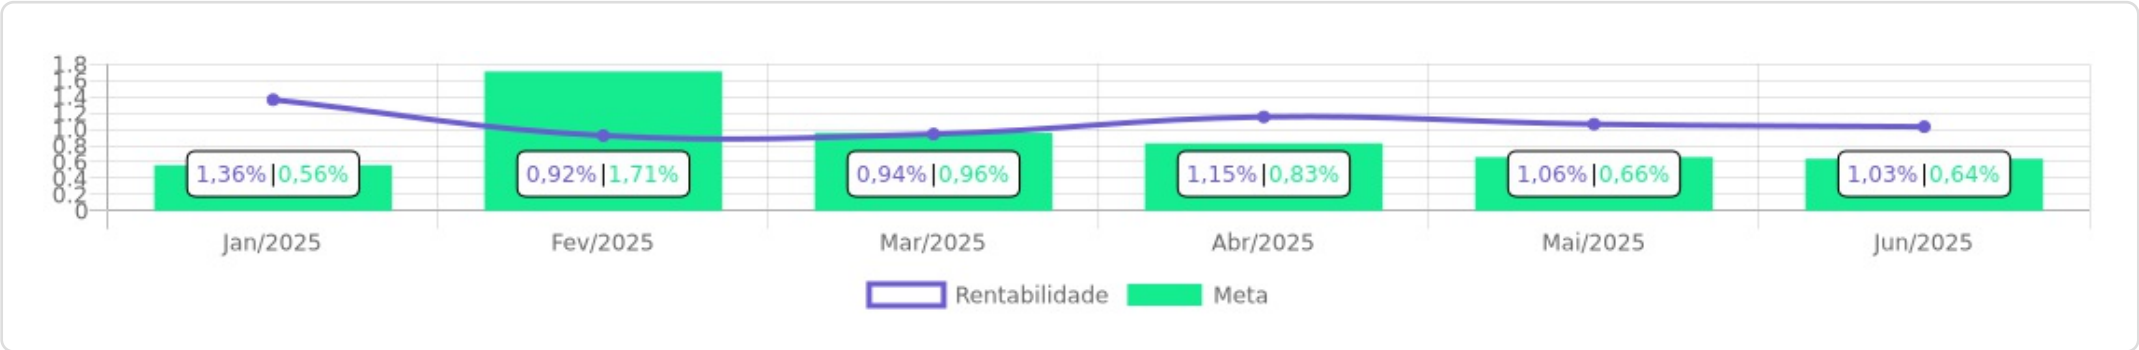 1.8
1.6
1.4
1.2
1.0
0.8
0.6
0.4
0.2
0
1,36%|0,56%
0,92%|1,71%
0,94%|0,96%
1,15%|0,83%
1,06%|0,66%
1,03%|0,64%
Jan/2025
Fev/2025
Mar/2025
Abr/2025
Mai/2025
Jun/2025
Rentabilidade
Meta